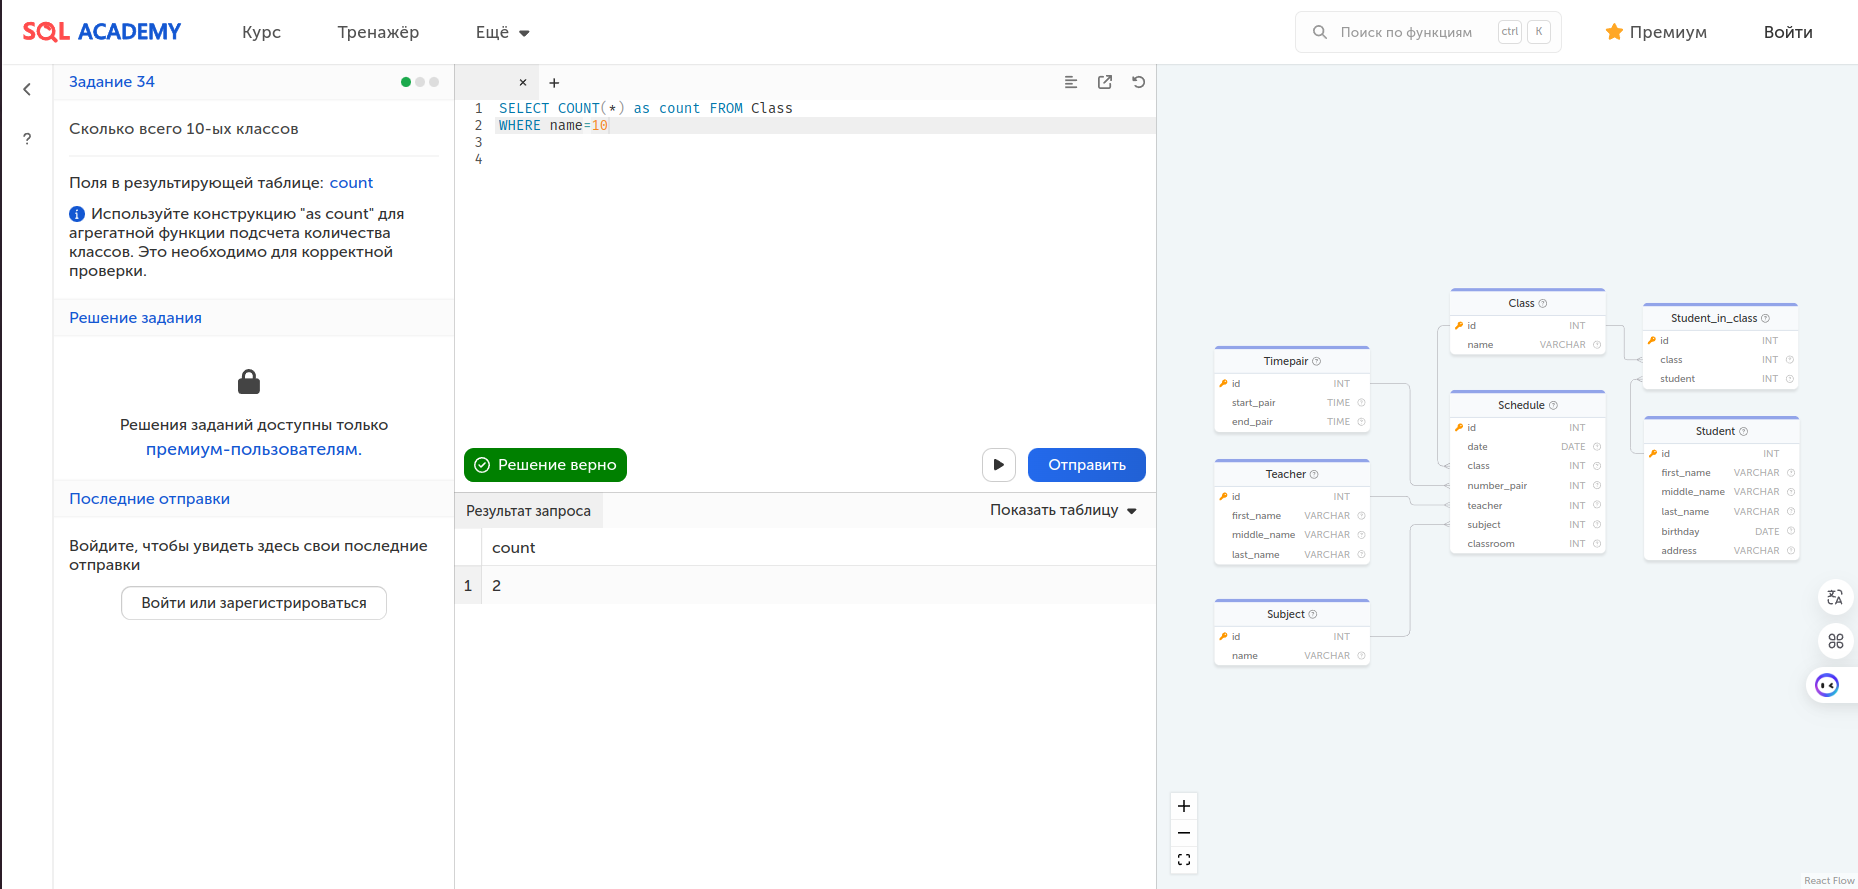 SQL ACADEMY
Курс
Тренажёр
Ещё
Поиск по функциям
ctrl
K
Премиум
Войти
Задание 34
Сколько всего 10-ых классов
Поля в результирующей таблице: count
Используйте конструкцию "as count" для
агрегатной функции подсчета количества
классов. Это необходимо для корректной
проверки.
Решение задания
Решения заданий доступны только
премиум-пользователям.
Последние отправки
Войдите, чтобы увидеть здесь свои последние
отправки
Войти или зарегистрироваться
?
1 SELECT COUNT(*) as count FROM Class
2 WHERE name=10
3
4
Решение верно
Отправить
Результат запроса
Показать таблицу
count
1 2
Timepair
id INT
start_pair TIME
end_pair TIME
Teacher
id INT
first_name VARCHAR
middle_name VARCHAR
last_name VARCHAR
Subject
id INT
name VARCHAR
Class
id INT
name VARCHAR
Schedule
id INT
date DATE
class INT
number_pair INT
teacher INT
subject INT
classroom INT
Student_in_class
id INT
class INT
student INT
Student
id INT
first_name VARCHAR
middle_name VARCHAR
last_name VARCHAR
birthday DATE
address VARCHAR
React Flow